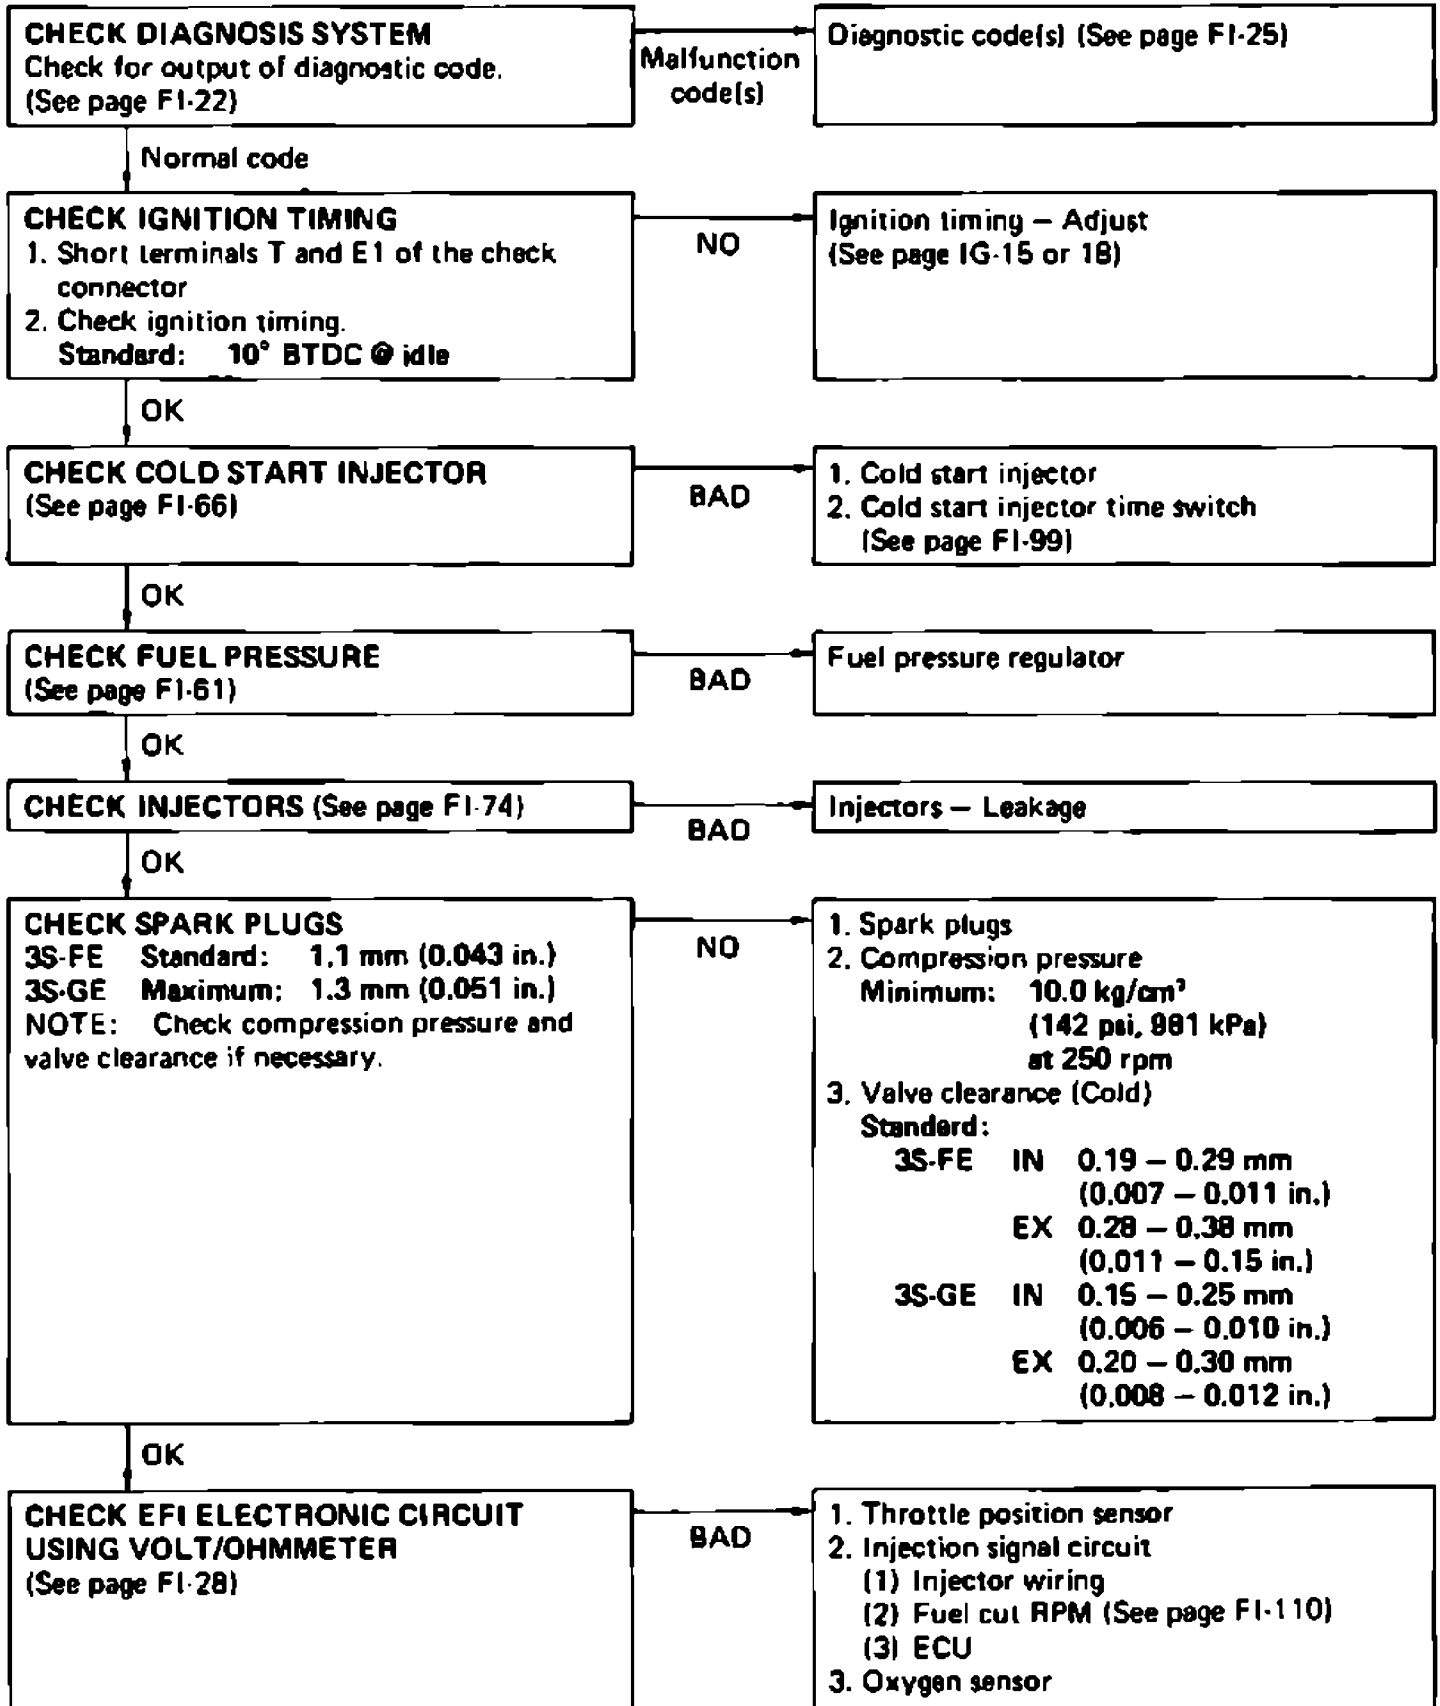 CHECK DIAGNOSIS SYSTEM
Check for output of diagnostic code.
(See page FI-22)
Malfunction
code(s)
Diagnostic code(s) (See page FI-25)
Normal code
CHECK IGNITION TIMING
1. Short terminals T and E1 of the check
connector
2. Check ignition timing.
Standard: 10° BTDC @ idle
NO
Ignition timing – Adjust
(See page IG-15 or 18)
OK
CHECK COLD START INJECTOR
(See page FI-66)
BAD
1. Cold start injector
2. Cold start injector time switch
(See page FI-99)
OK
CHECK FUEL PRESSURE
(See page FI-61)
BAD
Fuel pressure regulator
OK
CHECK INJECTORS (See page FI-74)
BAD
Injectors – Leakage
OK
CHECK SPARK PLUGS
3S-FE Standard: 1.1 mm (0.043 in.)
3S-GE Maximum: 1.3 mm (0.051 in.)
NOTE: Check compression pressure and
valve clearance if necessary.
NO
1. Spark plugs
2. Compression pressure
Minimum: 10.0 kg/cm²
(142 psi, 981 kPa)
at 250 rpm
3. Valve clearance (Cold)
Standard:
3S-FE IN 0.19 – 0.29 mm
(0.007 – 0.011 in.)
EX 0.28 – 0.38 mm
(0.011 – 0.15 in.)
3S-GE IN 0.15 – 0.25 mm
(0.006 – 0.010 in.)
EX 0.20 – 0.30 mm
(0.008 – 0.012 in.)
OK
CHECK EFI ELECTRONIC CIRCUIT
USING VOLT/OHMMETER
(See page FI-28)
BAD
1. Throttle position sensor
2. Injection signal circuit
(1) Injector wiring
(2) Fuel cut RPM (See page FI-110)
(3) ECU
3. Oxygen sensor